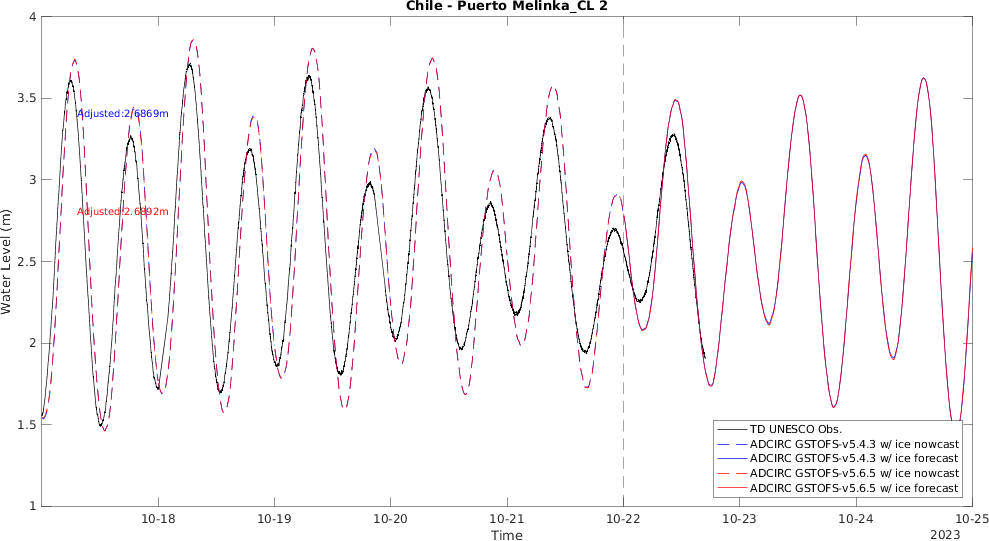 Chile - Puerto Melinka_CL 2
Water Level (m)
4
3.5
3
2.5
2
1.5
1
Adjusted:2.6869m
Adjusted:2.6892m
TD UNESCO Obs.
ADCIRC GSTOFS-v5.4.3 w/ ice nowcast
ADCIRC GSTOFS-v5.4.3 w/ ice forecast
ADCIRC GSTOFS-v5.6.5 w/ ice nowcast
ADCIRC GSTOFS-v5.6.5 w/ ice forecast
10-18
10-19
10-20
10-21
10-22
10-23
10-24
10-25
Time
2023